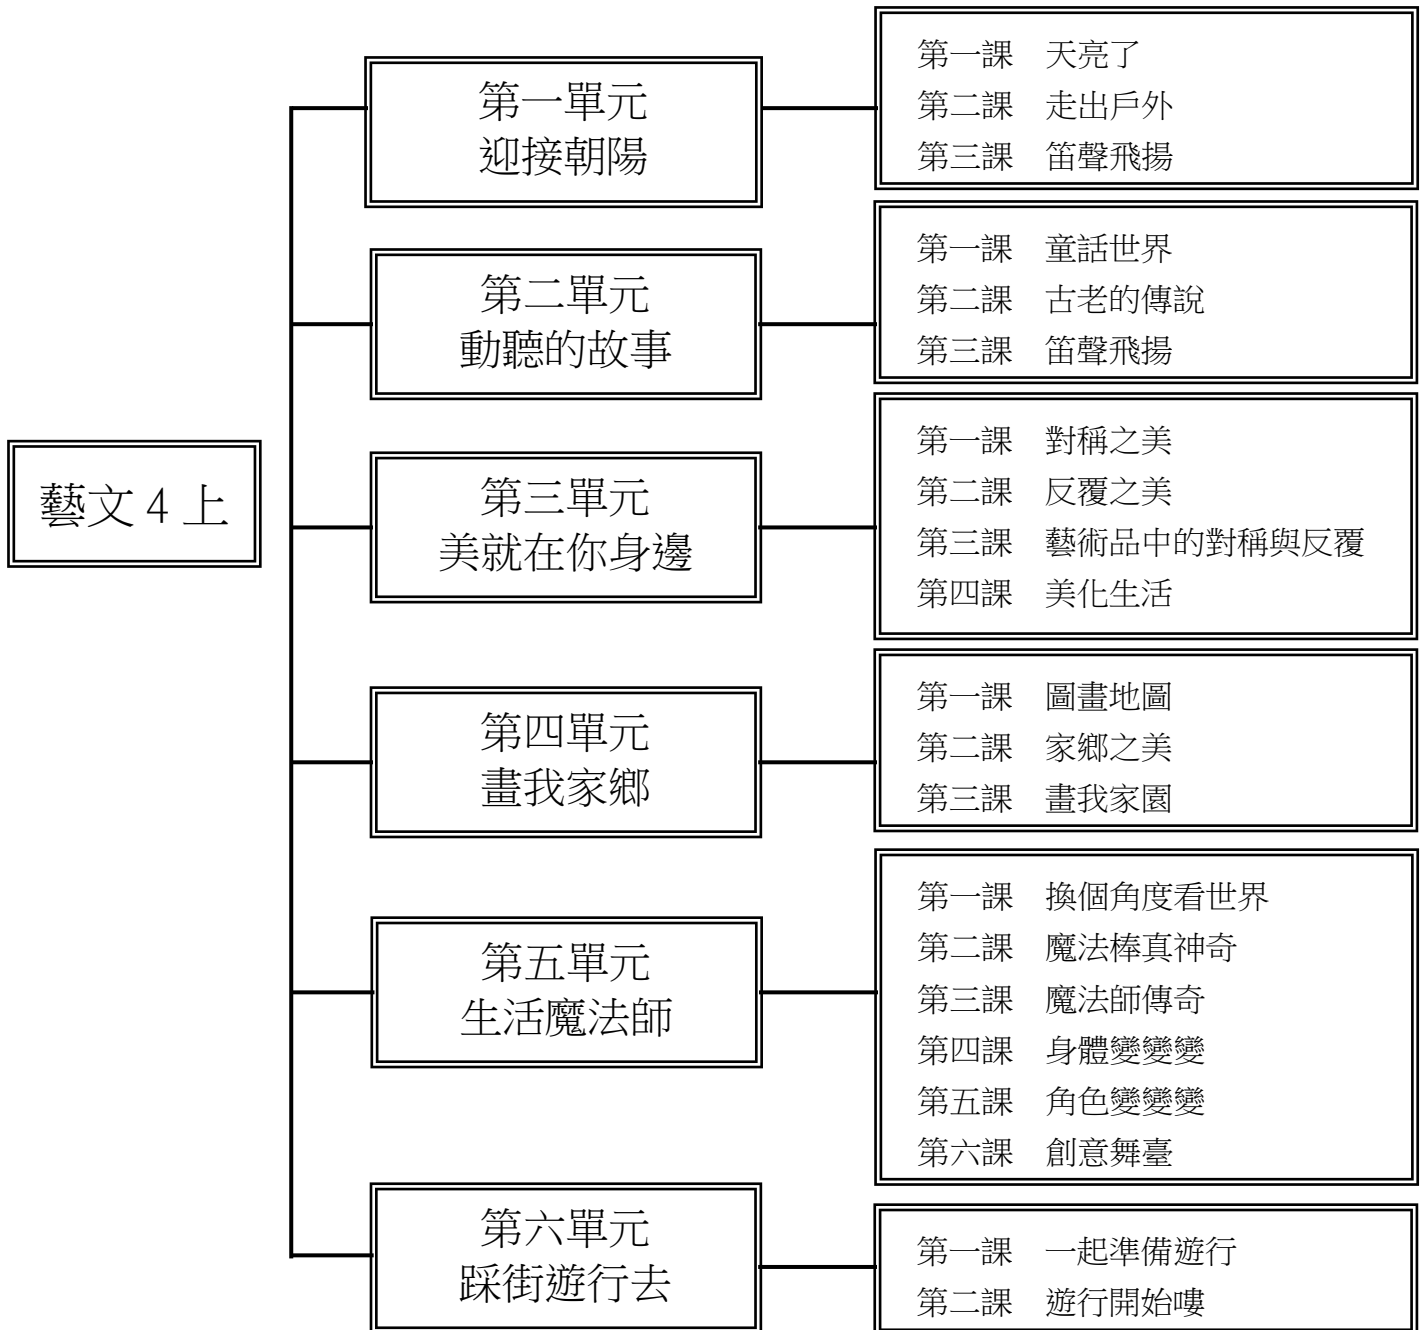 藝文 4 上
第一單元
迎接朝陽
第一課　天亮了
第二課　走出戶外
第三課　笛聲飛揚
第二單元
動聽的故事
第一課　童話世界
第二課　古老的傳說
第三課　笛聲飛揚
第三單元
美就在你身邊
第一課　對稱之美
第二課　反覆之美
第三課　藝術品中的對稱與反覆
第四課　美化生活
第四單元
畫我家鄉
第一課　圖畫地圖
第二課　家鄉之美
第三課　畫我家園
第五單元
生活魔法師
第一課　換個角度看世界
第二課　魔法棒真神奇
第三課　魔法師傳奇
第四課　身體變變變
第五課　角色變變變
第六課　創意舞臺
第六單元
踩街遊行去
第一課　一起準備遊行
第二課　遊行開始嘍